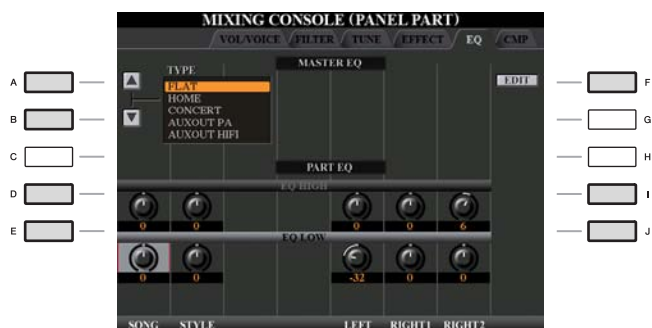 MIXING CONSOLE (PANEL PART)
VOL/VOICE FILTER TUNE EFFECT EQ CMP
MASTER EQ
TYPE
EDIT
FLAT
HOME
CONCERT
AUXOUT PA
AUXOUT HIFI
A
B
C
D
E
F
G
H
I
J
PART EQ
EQ HIGH
0 0 0 0 6
EQ LOW
0 0 -32 0 0
SONG STYLE LEFT RIGHT1 RIGHT2